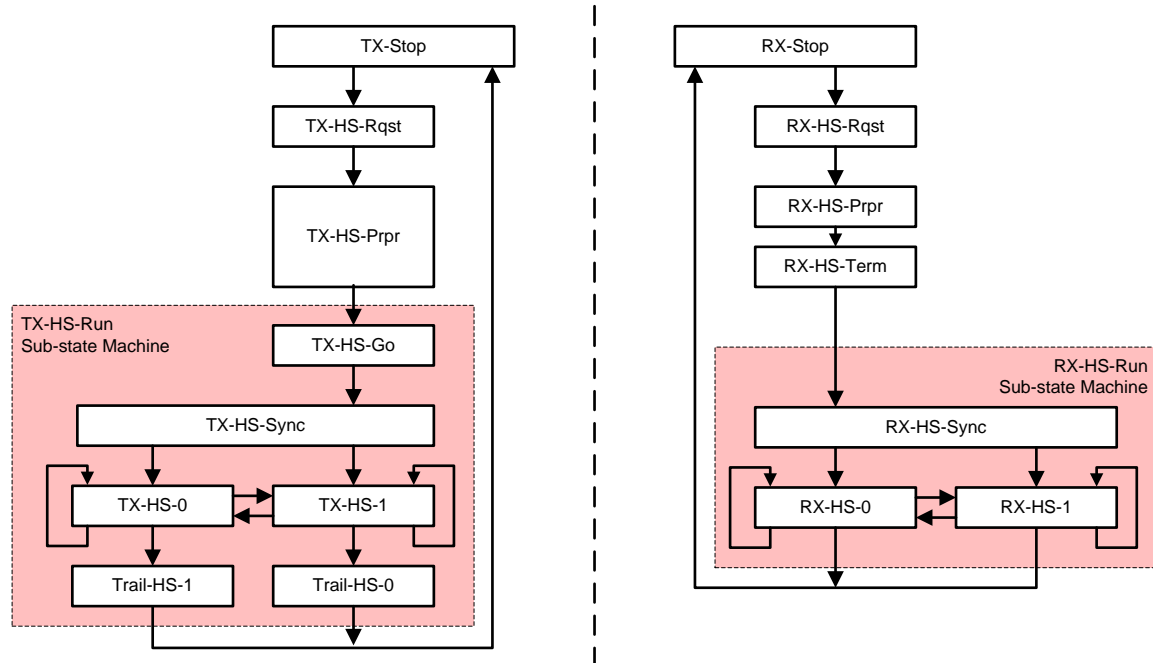 TX-Stop
TX-HS-Rqst
TX-HS-Prpr
TX-HS-Run
Sub-state Machine
TX-HS-Go
TX-HS-Sync
TX-HS-0
TX-HS-1
Trail-HS-1
Trail-HS-0
RX-Stop
RX-HS-Rqst
RX-HS-Prpr
RX-HS-Term
RX-HS-Run
Sub-state Machine
RX-HS-Sync
RX-HS-0
RX-HS-1